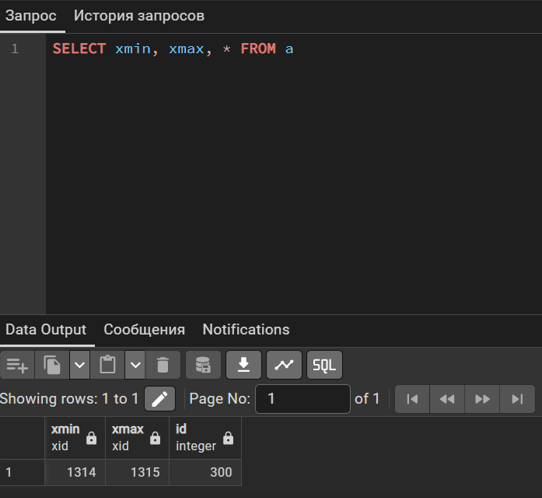 Запрос История запросов
1 SELECT xmin, xmax, * FROM a
Data Output Сообщения Notifications
SQL
Showing rows: 1 to 1 Page No: 1 of 1
xmin xmax id
xid xid integer
1 1314 1315 300